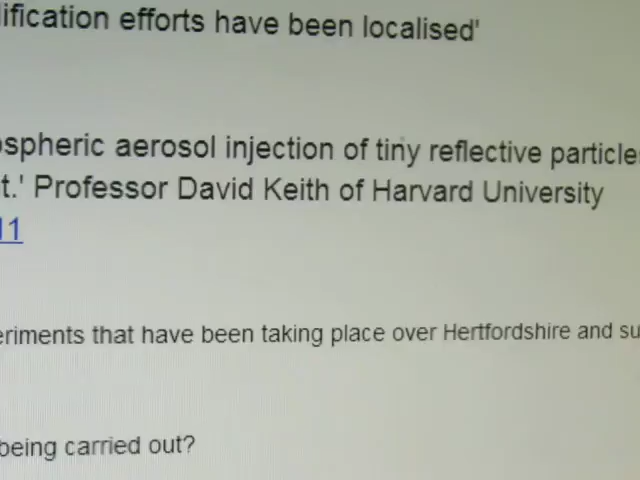 ification efforts have been localised'
ospheric aerosol injection of tiny reflective particle
t.' Professor David Keith of Harvard University
11
eriments that have been taking place over Hertfordshire and su
being carried out?